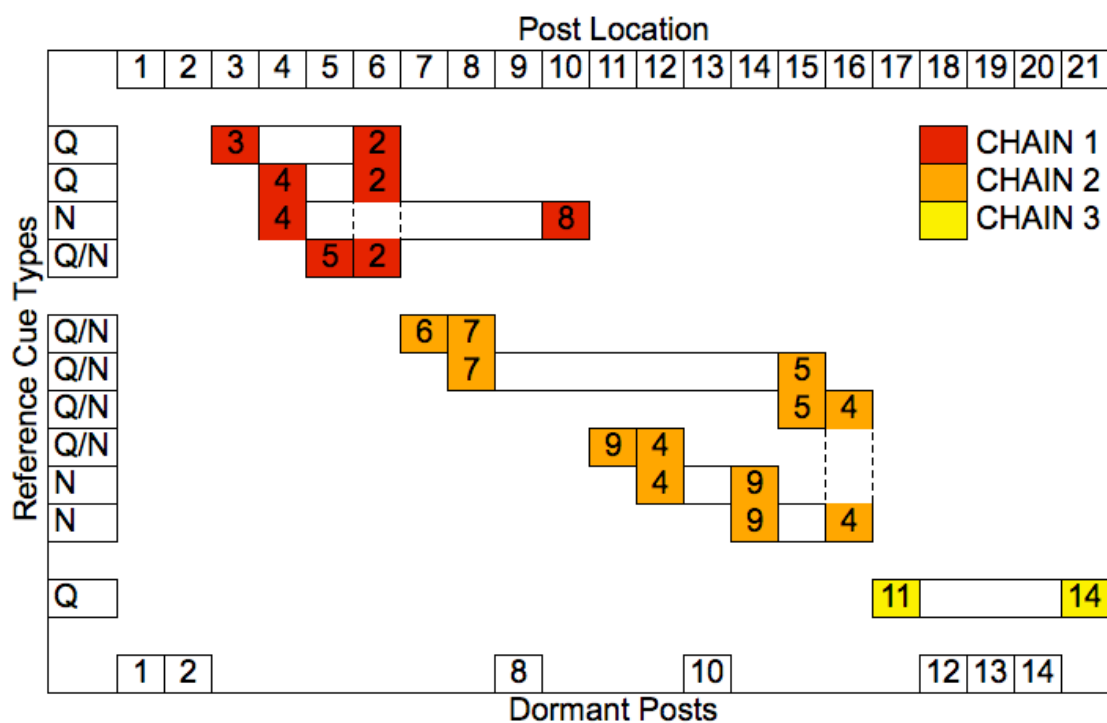 Post Location
1 2 3 4 5 6 7 8 9 10 11 12 13 14 15 16 17 18 19 20 21
Reference Cue Types
Q 3 2 CHAIN 1
Q 4 2 CHAIN 2
N 4 8 CHAIN 3
Q/N 5 2
Q/N 6 7
Q/N 7 5
Q/N 5 4
Q/N 9 4
N 4 9
N 9 4
Q 11 14
1 2 8 10 12 13 14
Dormant Posts